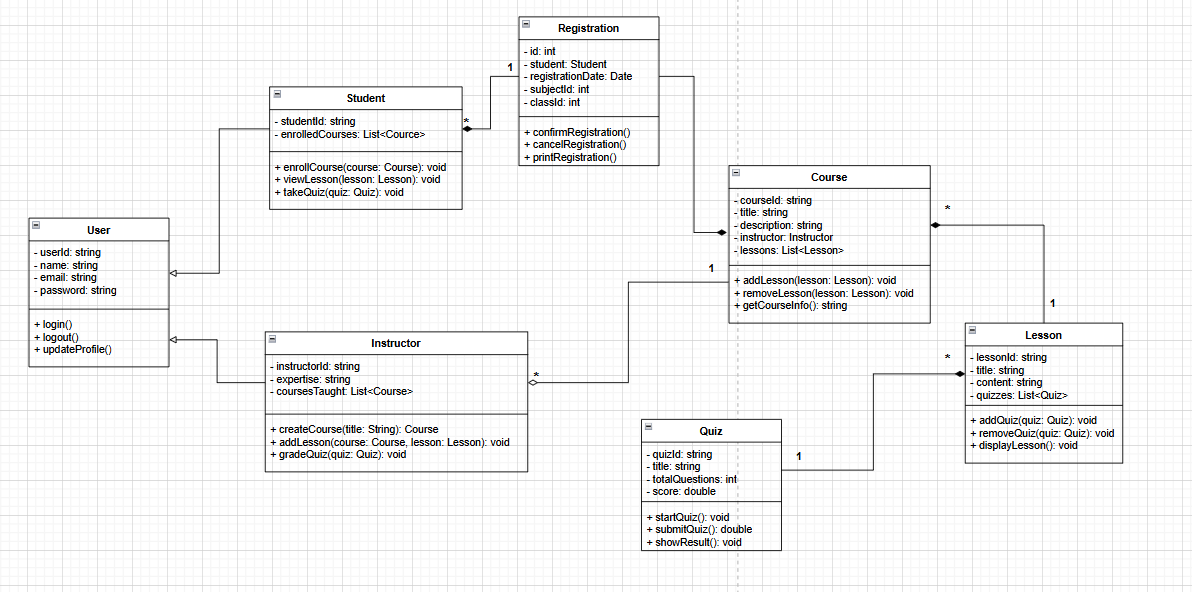 Registration
- id: int
- student: Student
- registrationDate: Date
- subjectId: int
- classId: int
+ confirmRegistration()
+ cancelRegistration()
+ printRegistration()
1
*
Student
- studentId: string
- enrolledCourses: List<Cource>
+ enrollCourse(course: Course): void
+ viewLesson(lesson: Lesson): void
+ takeQuiz(quiz: Quiz): void
User
- userId: string
- name: string
- email: string
- password: string
+ login()
+ logout()
+ updateProfile()
Course
- courseId: string
- title: string
- description: string
- instructor: Instructor
- lessons: List<Lesson>
+ addLesson(lesson: Lesson): void
+ removeLesson(lesson: Lesson): void
+ getCourseInfo(): string
*
1
1
Instructor
- instructorId: string
- expertise: string
- coursesTaught: List<Course>
+ createCourse(title: String): Course
+ addLesson(course: Course, lesson: Lesson): void
+ gradeQuiz(quiz: Quiz): void
*
Lesson
- lessonId: string
- title: string
- content: string
- quizzes: List<Quiz>
+ addQuiz(quiz: Quiz): void
+ removeQuiz(quiz: Quiz): void
+ displayLesson(): void
*
1
Quiz
- quizId: string
- title: string
- totalQuestions: int
- score: double
+ startQuiz(): void
+ submitQuiz(): double
+ showResult(): void